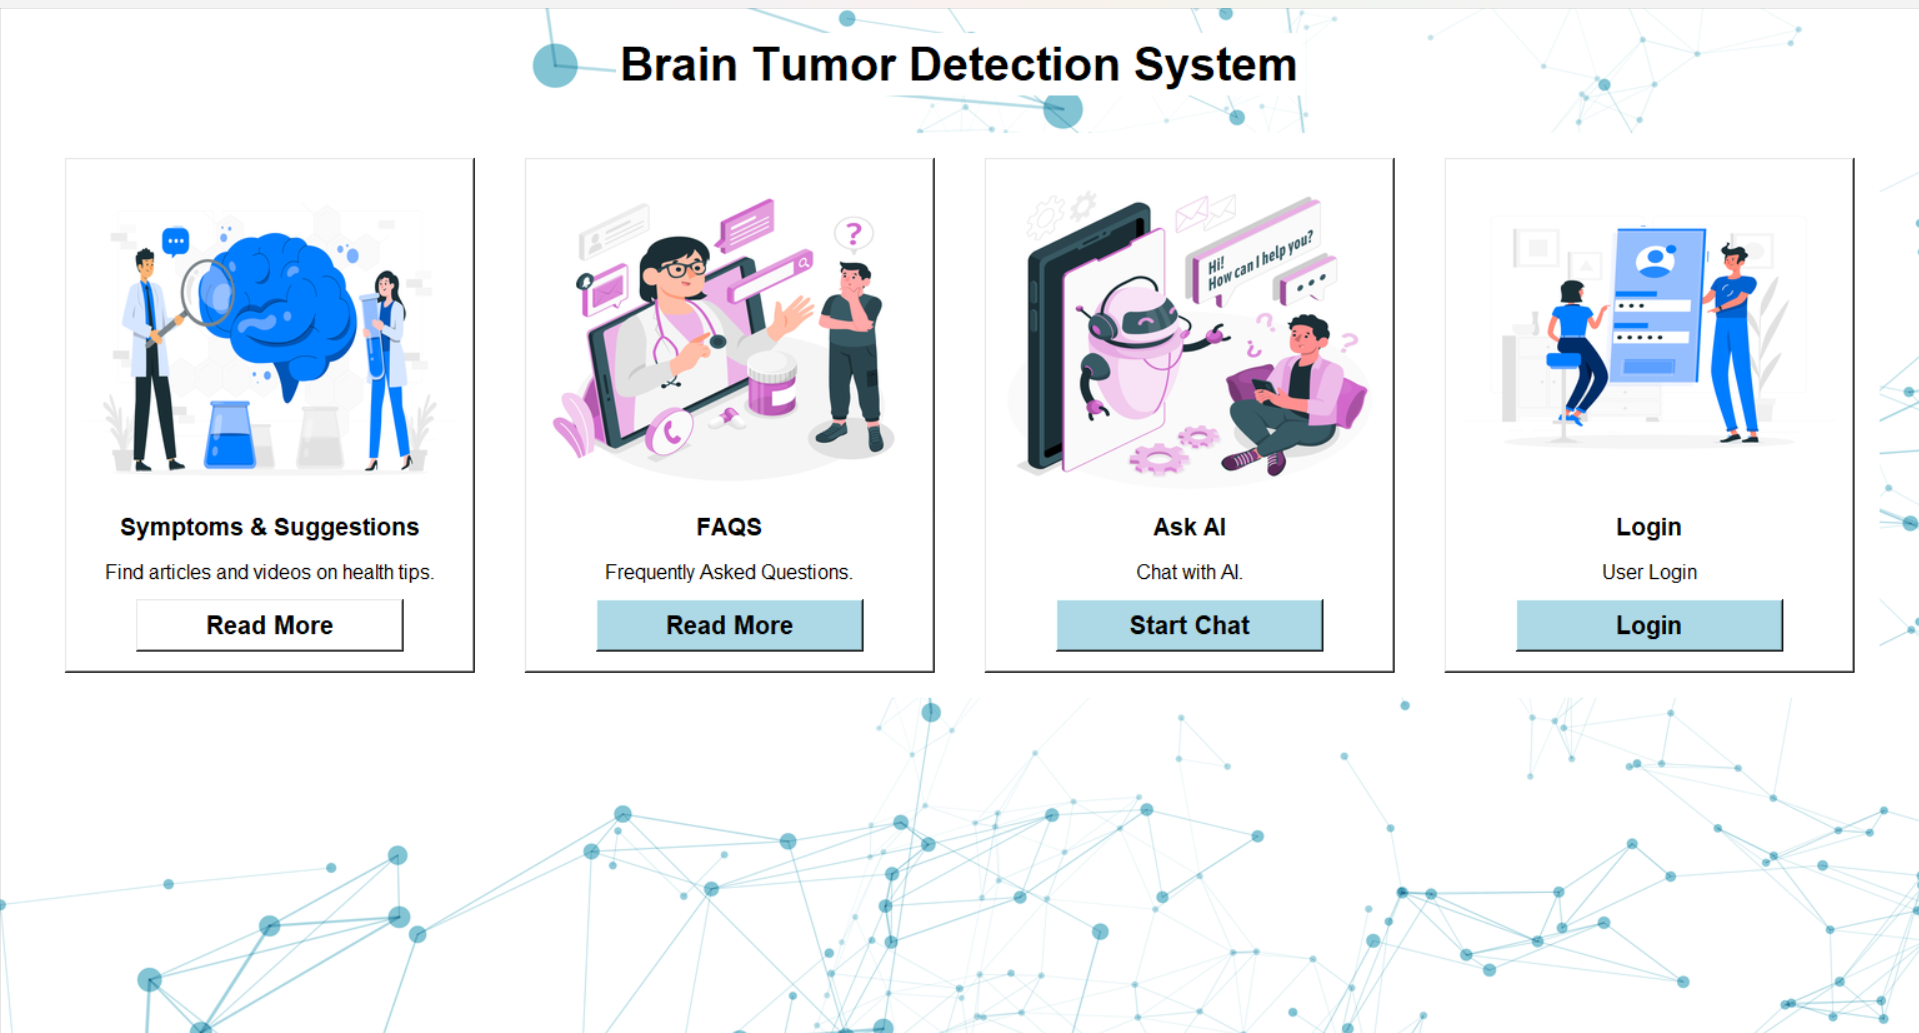 Brain Tumor Detection System
Symptoms & Suggestions
Find articles and videos on health tips.
Read More
?
FAQS
Frequently Asked Questions.
Read More
Hi!
How can I help you?
Ask AI
Chat with AI.
Start Chat
Login
User Login
Login